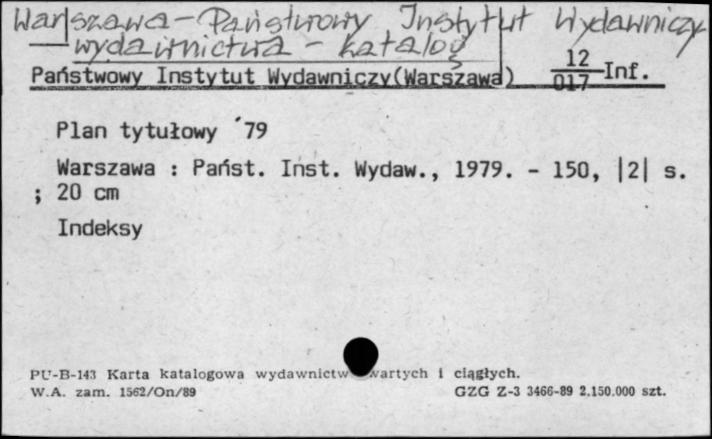 Warszawa - Państwowy Instytut Wydawniczy
- wydawnictwa - katalog
Państwowy Instytut Wydawniczy(Warszawa) 12/017 Inf.
Plan tytułowy ´79
Warszawa : Państ. Inst. Wydaw., 1979. - 150, |2| s.
; 20 cm
Indeksy
PU-B-143 Karta katalogowa wydawnictw wartych i ciągłych.
W.A. zam. 1562/On/89 GZG Z-3 3466-89 2.150.000 szt.